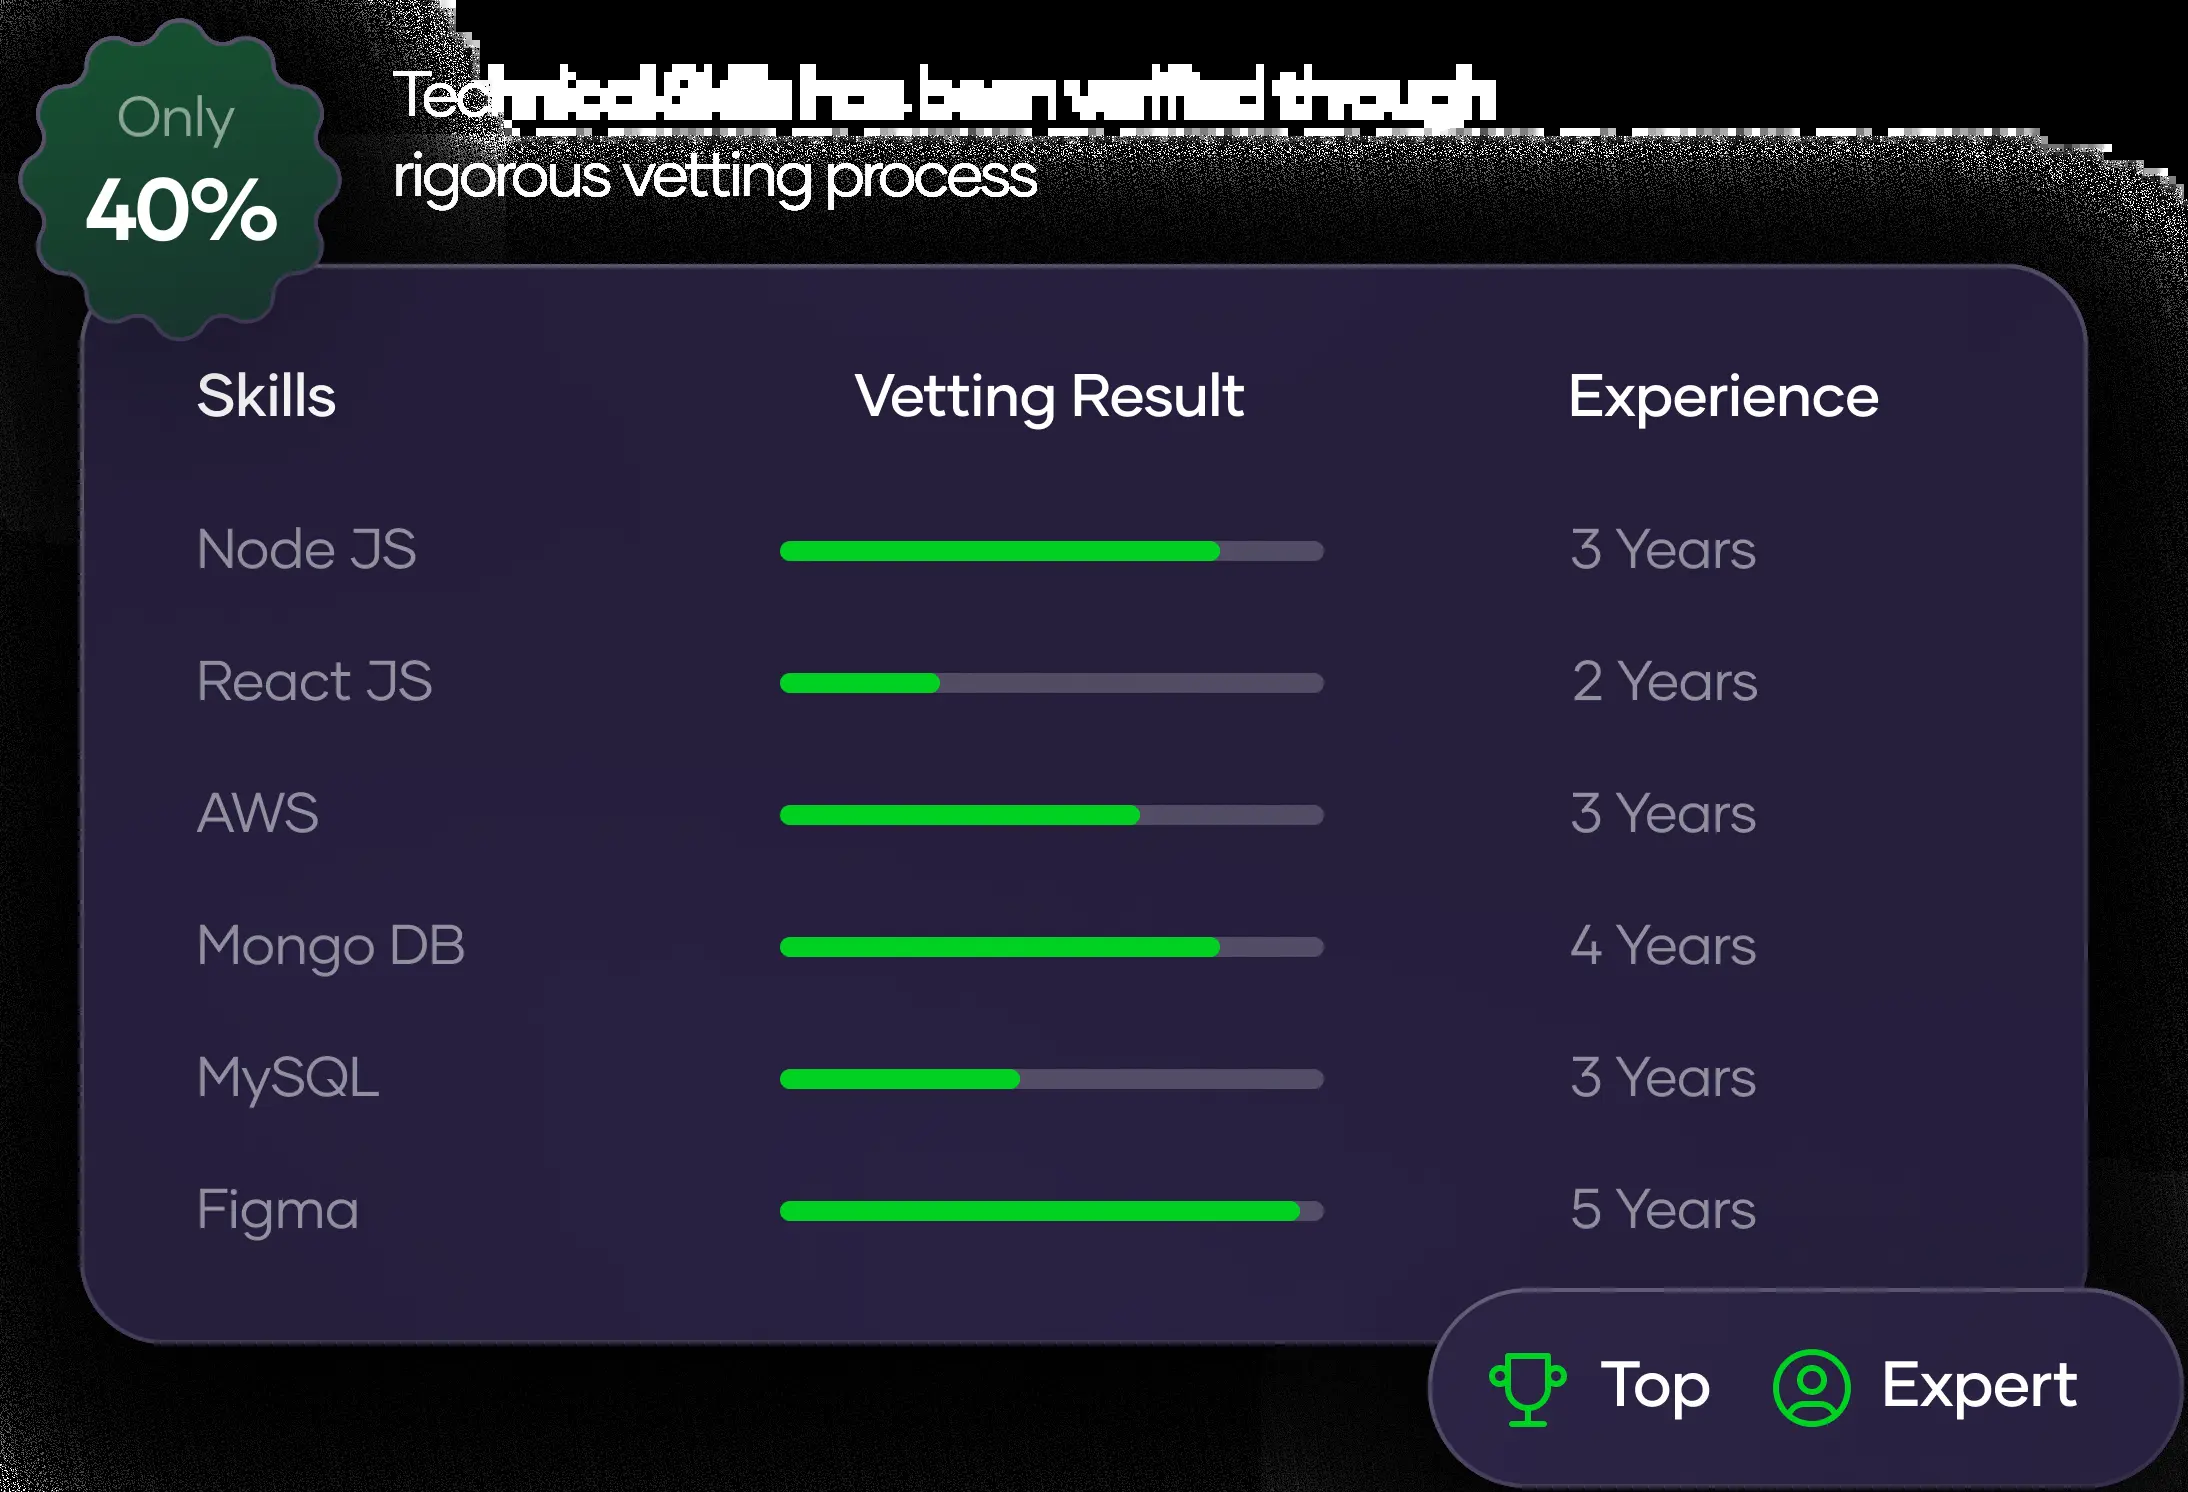 Only
40%
Technical Skills has been verified through
rigorous vetting process
Skills Vetting Result Experience
Node JS 3 Years
React JS 2 Years
AWS 3 Years
Mongo DB 4 Years
MySQL 3 Years
Figma 5 Years
Top Expert